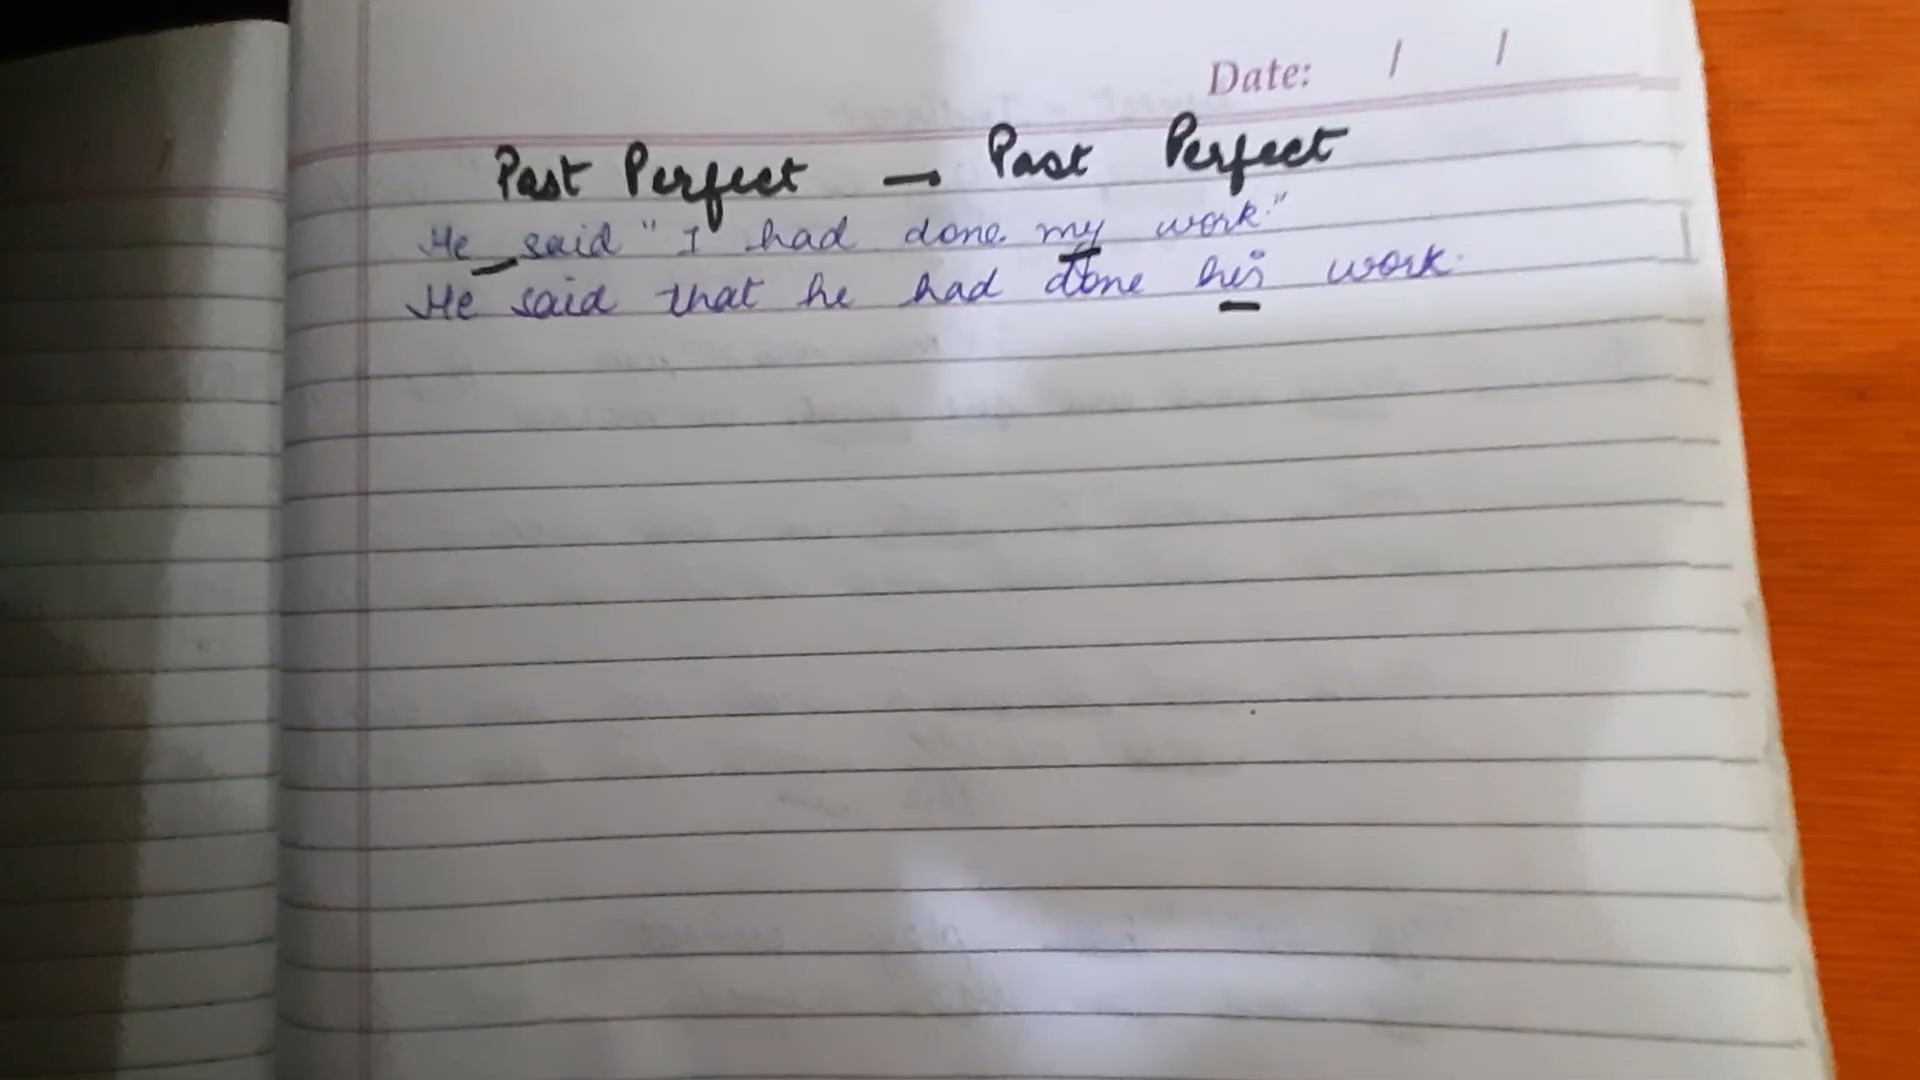 Date: / /
Past Perfect — Past Perfect
He said "I had done my work."
He said that he had done his work.